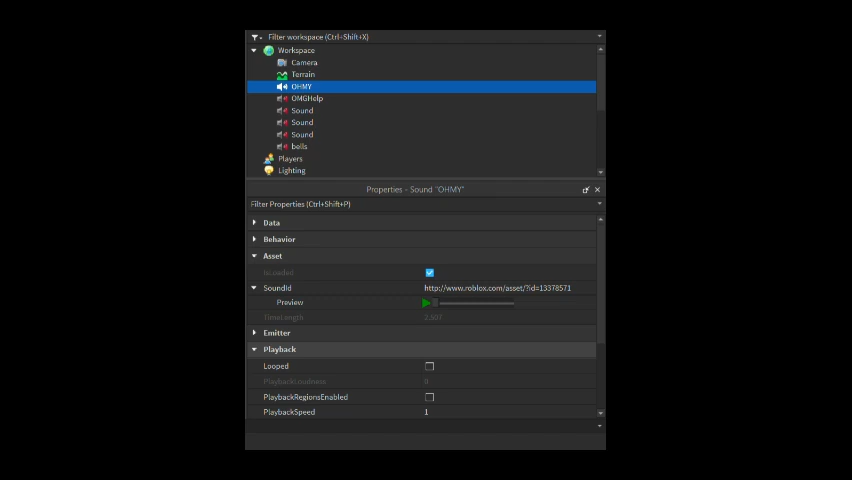 Filter workspace (Ctrl+Shift+X)
Workspace
Camera
Terrain
OHMY
OMGHelp
Sound
Sound
Sound
bells
Players
Lighting
Properties - Sound "OHMY"
Filter Properties (Ctrl+Shift+P)
Data
Behavior
Asset
IsLoaded
SoundId http://www.roblox.com/asset/?id=13378571
Preview
TimeLength 2.507
Emitter
Playback
Looped
PlaybackLoudness 0
PlaybackRegionsEnabled
PlaybackSpeed 1